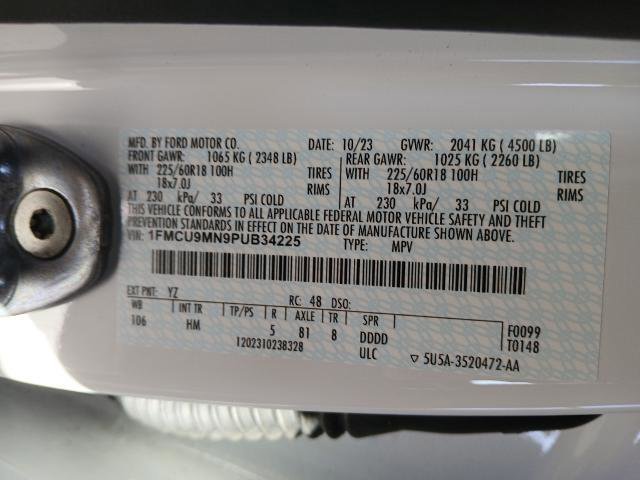 MFD. BY FORD MOTOR CO. DATE: 10/23 GVWR: 2041 KG ( 4500 LB)
FRONT GAWR: 1065 KG ( 2348 LB) REAR GAWR: 1025 KG ( 2260 LB)
WITH 225/60R18 100H TIRES WITH 225/60R18 100H TIRES
18x7.0J RIMS 18x7.0J RIMS
AT 230 kPa/ 33 PSI COLD AT 230 kPa/ 33 PSI COLD
THIS VEHICLE CONFORMS TO ALL APPLICABLE FEDERAL MOTOR VEHICLE SAFETY AND THEFT
PREVENTION STANDARDS IN EFFECT ON THE DATE OF MANUFACTURE SHOWN ABOVE.
VIN: 1FMCU9MN9PUB34225 TYPE: MPV
EXT PNT: YZ RC: 48 DSO:
WB INT TR TP/PS R AXLE TR SPR F0099
106 HM 5 81 8 DDDD T0148
1202310238328 ULC ▽ 5U5A-3520472-AA